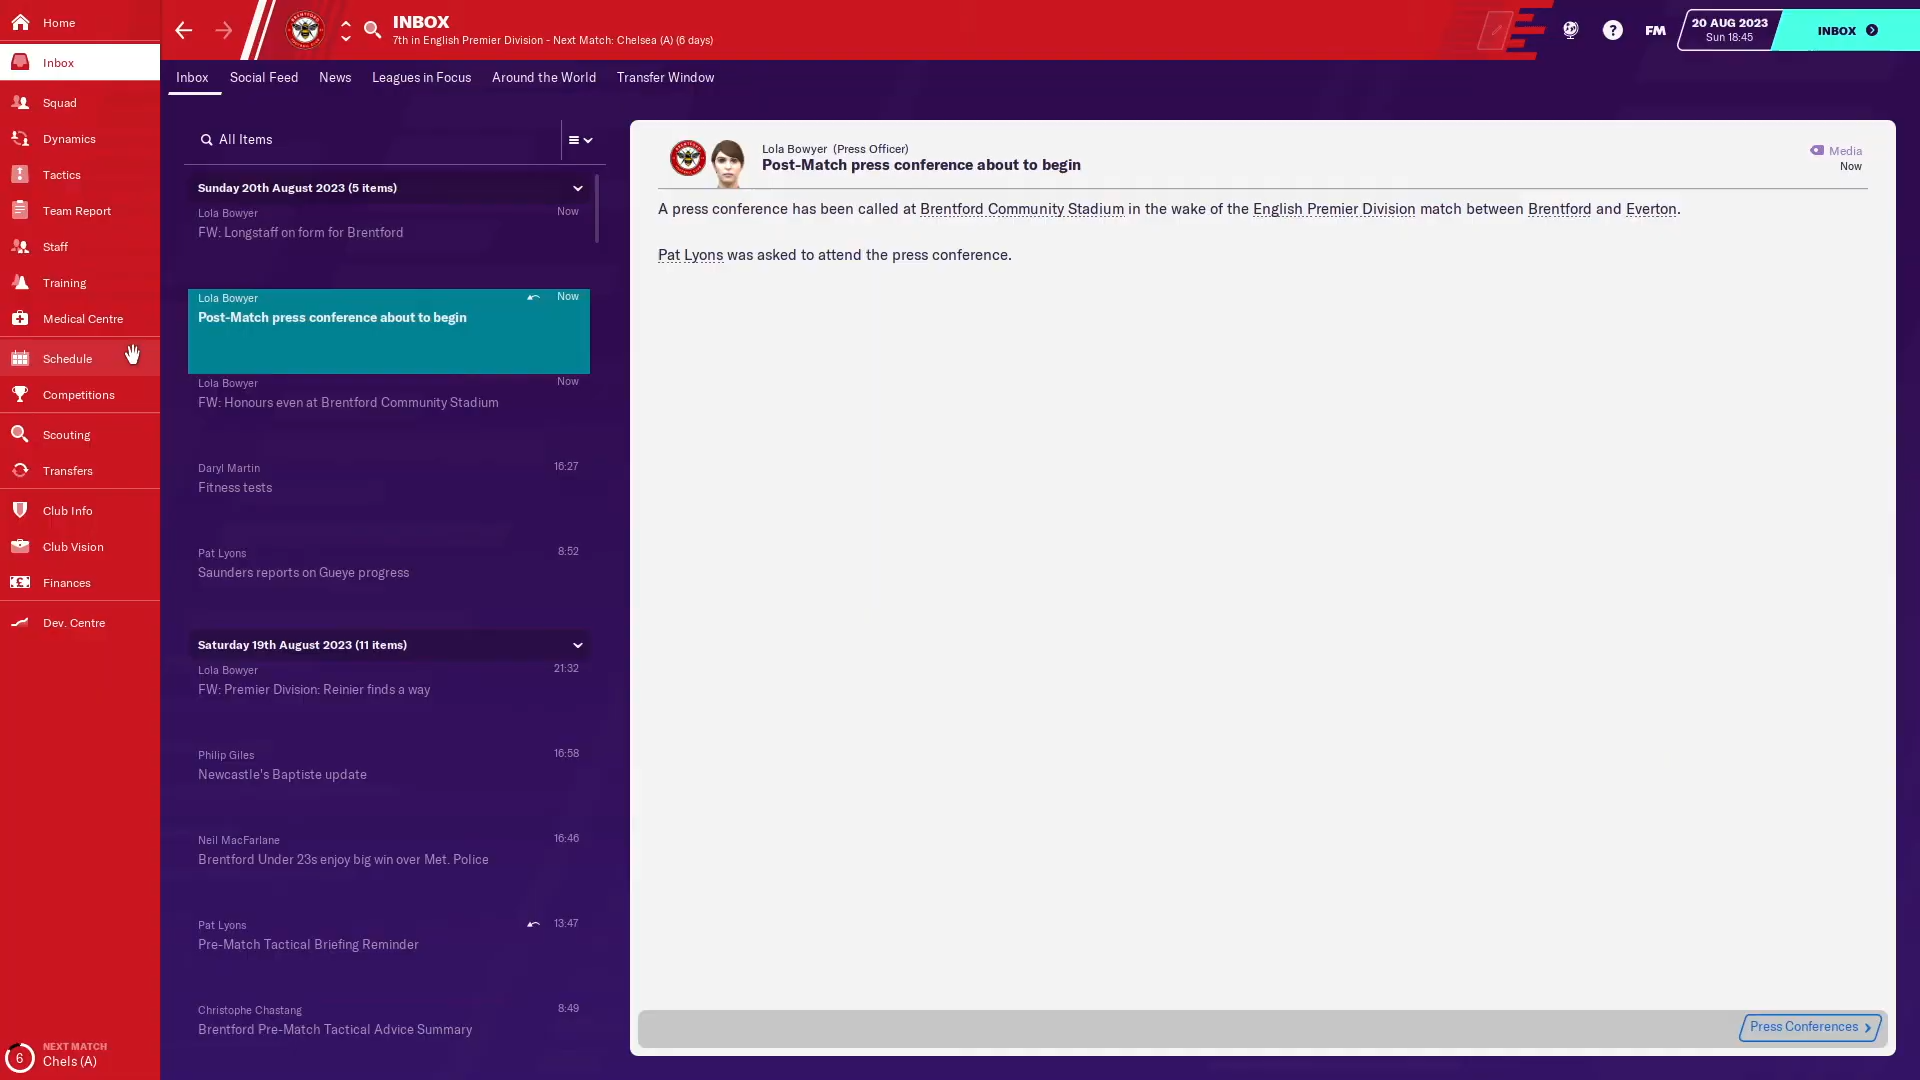 Home
Inbox
Squad
Dynamics
Tactics
Team Report
Staff
Training
Medical Centre
Schedule
Competitions
Scouting
Transfers
Club Info
Club Vision
Finances
Dev. Centre
6
NEXT MATCH
Chels (A)
INBOX
7th in English Premier Division - Next Match: Chelsea (A) (6 days)
FM
20 AUG 2023
Sun 18:45
INBOX
Inbox Social Feed News Leagues in Focus Around the World Transfer Window
All Items
Sunday 20th August 2023 (5 items)
Lola Bowyer Now
FW: Longstaff on form for Brentford
Lola Bowyer Now
Post-Match press conference about to begin
Lola Bowyer Now
FW: Honours even at Brentford Community Stadium
Daryl Martin 16:27
Fitness tests
Pat Lyons 8:52
Saunders reports on Gueye progress
Saturday 19th August 2023 (11 items)
Lola Bowyer 21:32
FW: Premier Division: Reinier finds a way
Philip Giles 16:58
Newcastle's Baptiste update
Neil MacFarlane 16:46
Brentford Under 23s enjoy big win over Met. Police
Pat Lyons 13:47
Pre-Match Tactical Briefing Reminder
Christophe Chastang 8:49
Brentford Pre-Match Tactical Advice Summary
Lola Bowyer (Press Officer)
Post-Match press conference about to begin
Media
Now
A press conference has been called at Brentford Community Stadium in the wake of the English Premier Division match between Brentford and Everton.
Pat Lyons was asked to attend the press conference.
Press Conferences